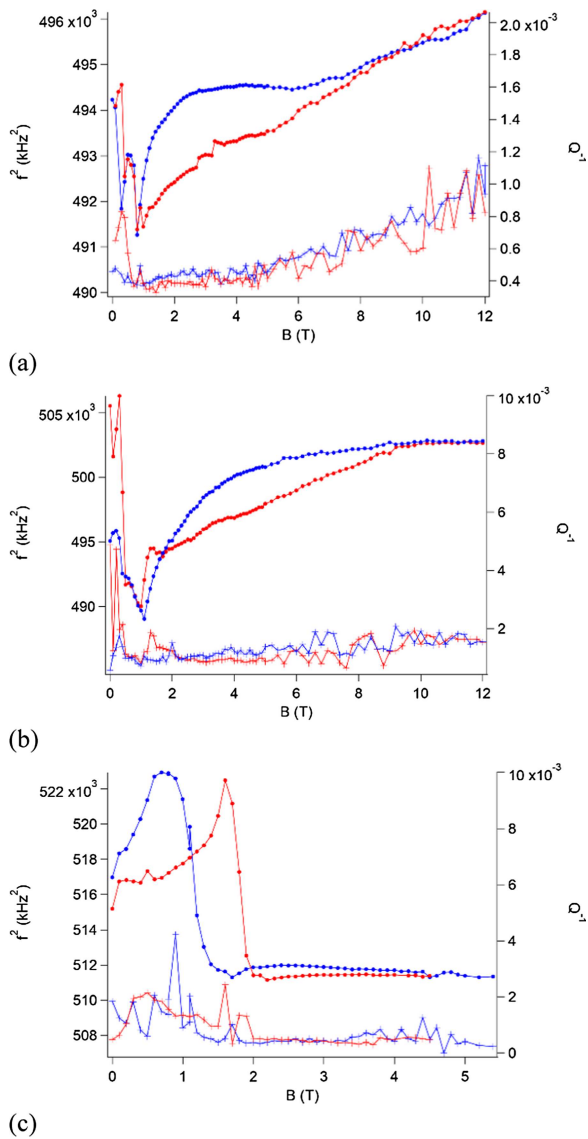 496 x10³
495
494
493
492
491
490
f² (kHz²)
2.0 x10⁻³
1.8
1.6
1.4
1.2
1.0
0.8
0.6
0.4
Q⁻¹
0 2 4 6 8 10 12
B (T)
(a)
505 x10³
500
495
490
f² (kHz²)
10 x10⁻³
8
6
4
2
Q⁻¹
0 2 4 6 8 10 12
B (T)
(b)
522 x10³
520
518
516
514
512
510
508
f² (kHz²)
10 x10⁻³
8
6
4
2
0
Q⁻¹
0 1 2 3 4 5
B (T)
(c)